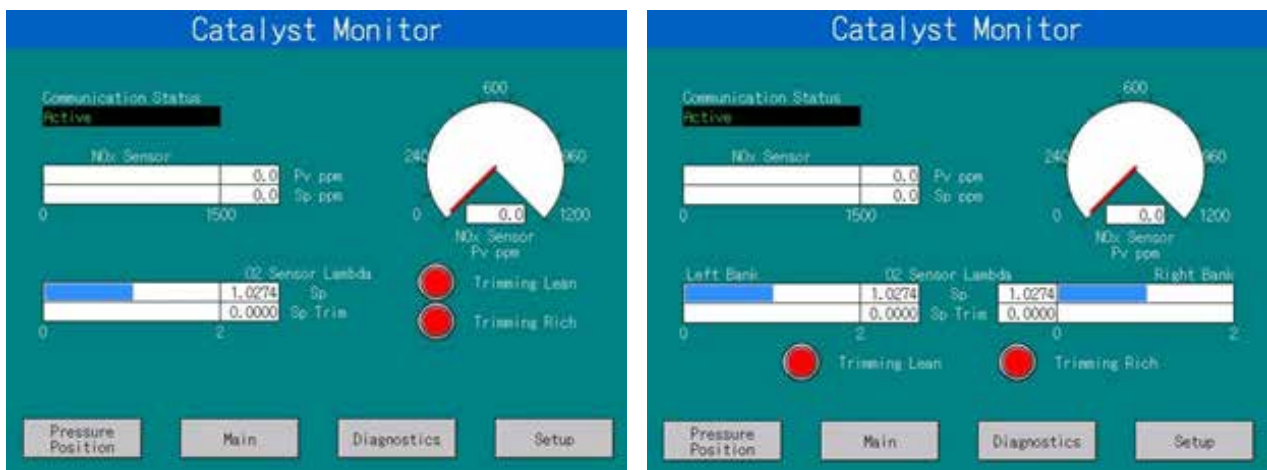 Catalyst Monitor
Communication Status
Active
600
NOx Sensor
240
960
0.0 Pv ppm
0.0 Sp ppm
0 1500
0
0.0
1200
NOx Sensor
Pv ppm
O2 Sensor Lambda
1.0274 Sp
0.0000 Sp Trim
0 2
Trimming Lean
Trimming Rich
Pressure
Position
Main
Diagnostics
Setup
Catalyst Monitor
Communication Status
Active
600
NOx Sensor
240
960
0.0 Pv ppm
0.0 Sp ppm
0 1500
0
0.0
1200
NOx Sensor
Pv ppm
Left Bank O2 Sensor Lambda Right Bank
1.0274 Sp 1.0274
0.0000 Sp Trim 0.0000
0 2 0 2
Trimming Lean Trimming Rich
Pressure
Position
Main
Diagnostics
Setup